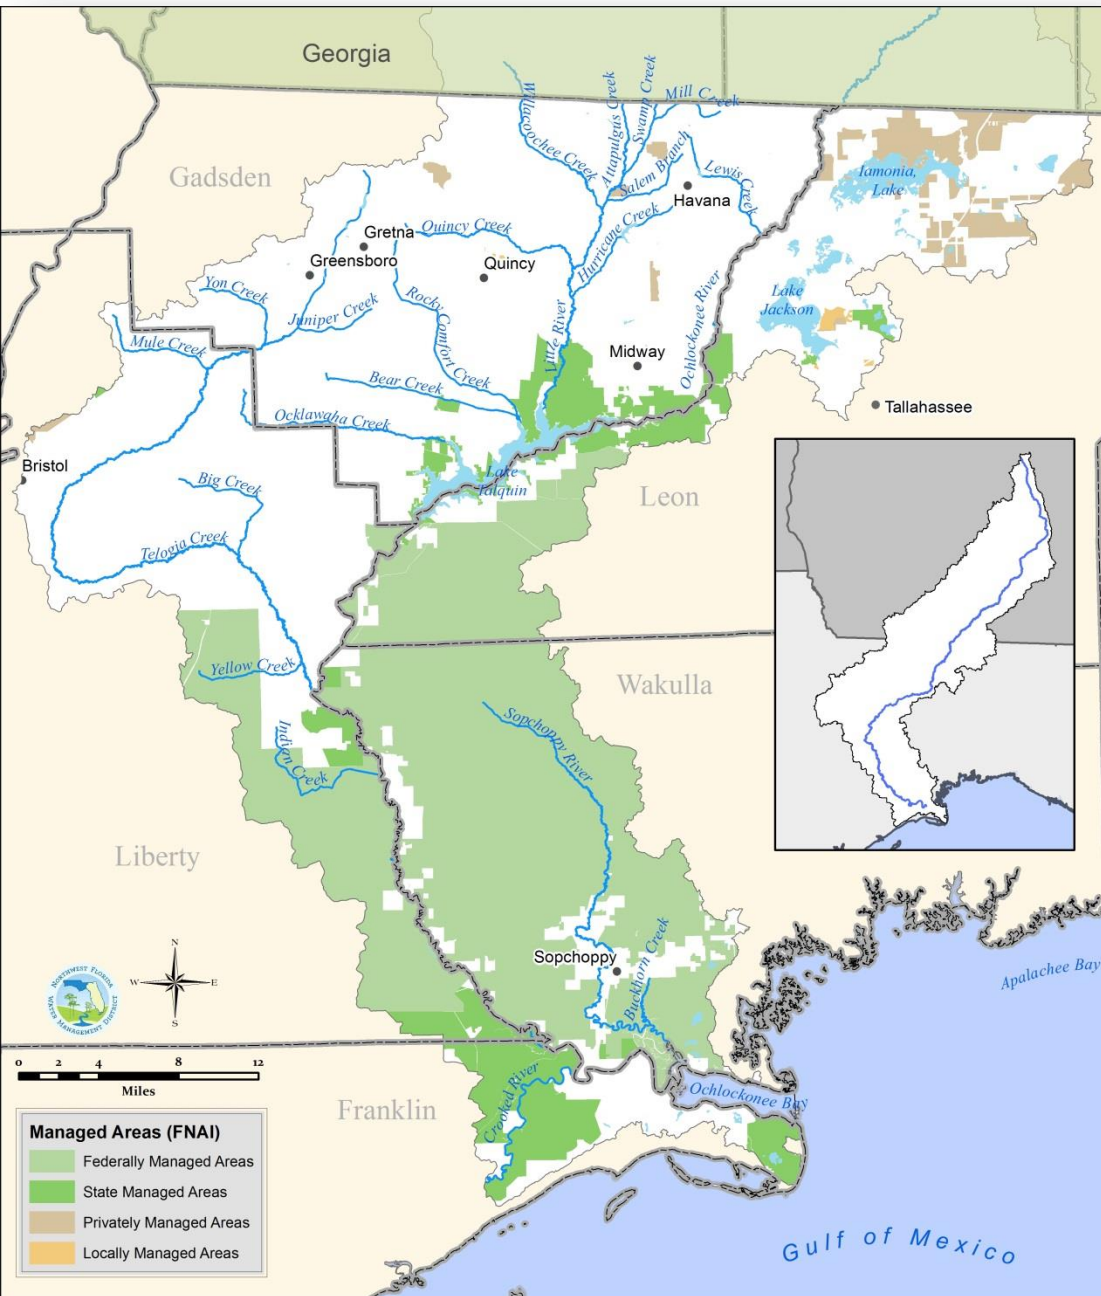 Georgia
Willacoochee Creek
Attapulgus Creek
Swamp Creek
Mill Creek
Gadsden
Salem Branch
Lewis Creek
Iamonia,
Lake
Havana
Gretna
Quincy Creek
Hurricane Creek
Greensboro
Quincy
Yon Creek
Rocky Comfort Creek
Juniper Creek
Little River
Ochlockonee River
Lake
Jackson
Mule Creek
Midway
Bear Creek
Tallahassee
Ocklawaha Creek
Bristol
Lake
Talquin
Big Creek
Leon
Telogia Creek
Yellow Creek
Wakulla
Sopchoppy River
Indian Creek
Liberty
Sopchoppy
Buckhorn Creek
Apalachee Bay
NORTHWEST FLORIDA
WATER MANAGEMENT DISTRICT
N
W
E
S
0 2 4 8 12
Miles
Crooked River
Ochlockonee Bay
Franklin
Managed Areas (FNAI)
Federally Managed Areas
State Managed Areas
Privately Managed Areas
Locally Managed Areas
Gulf of Mexico